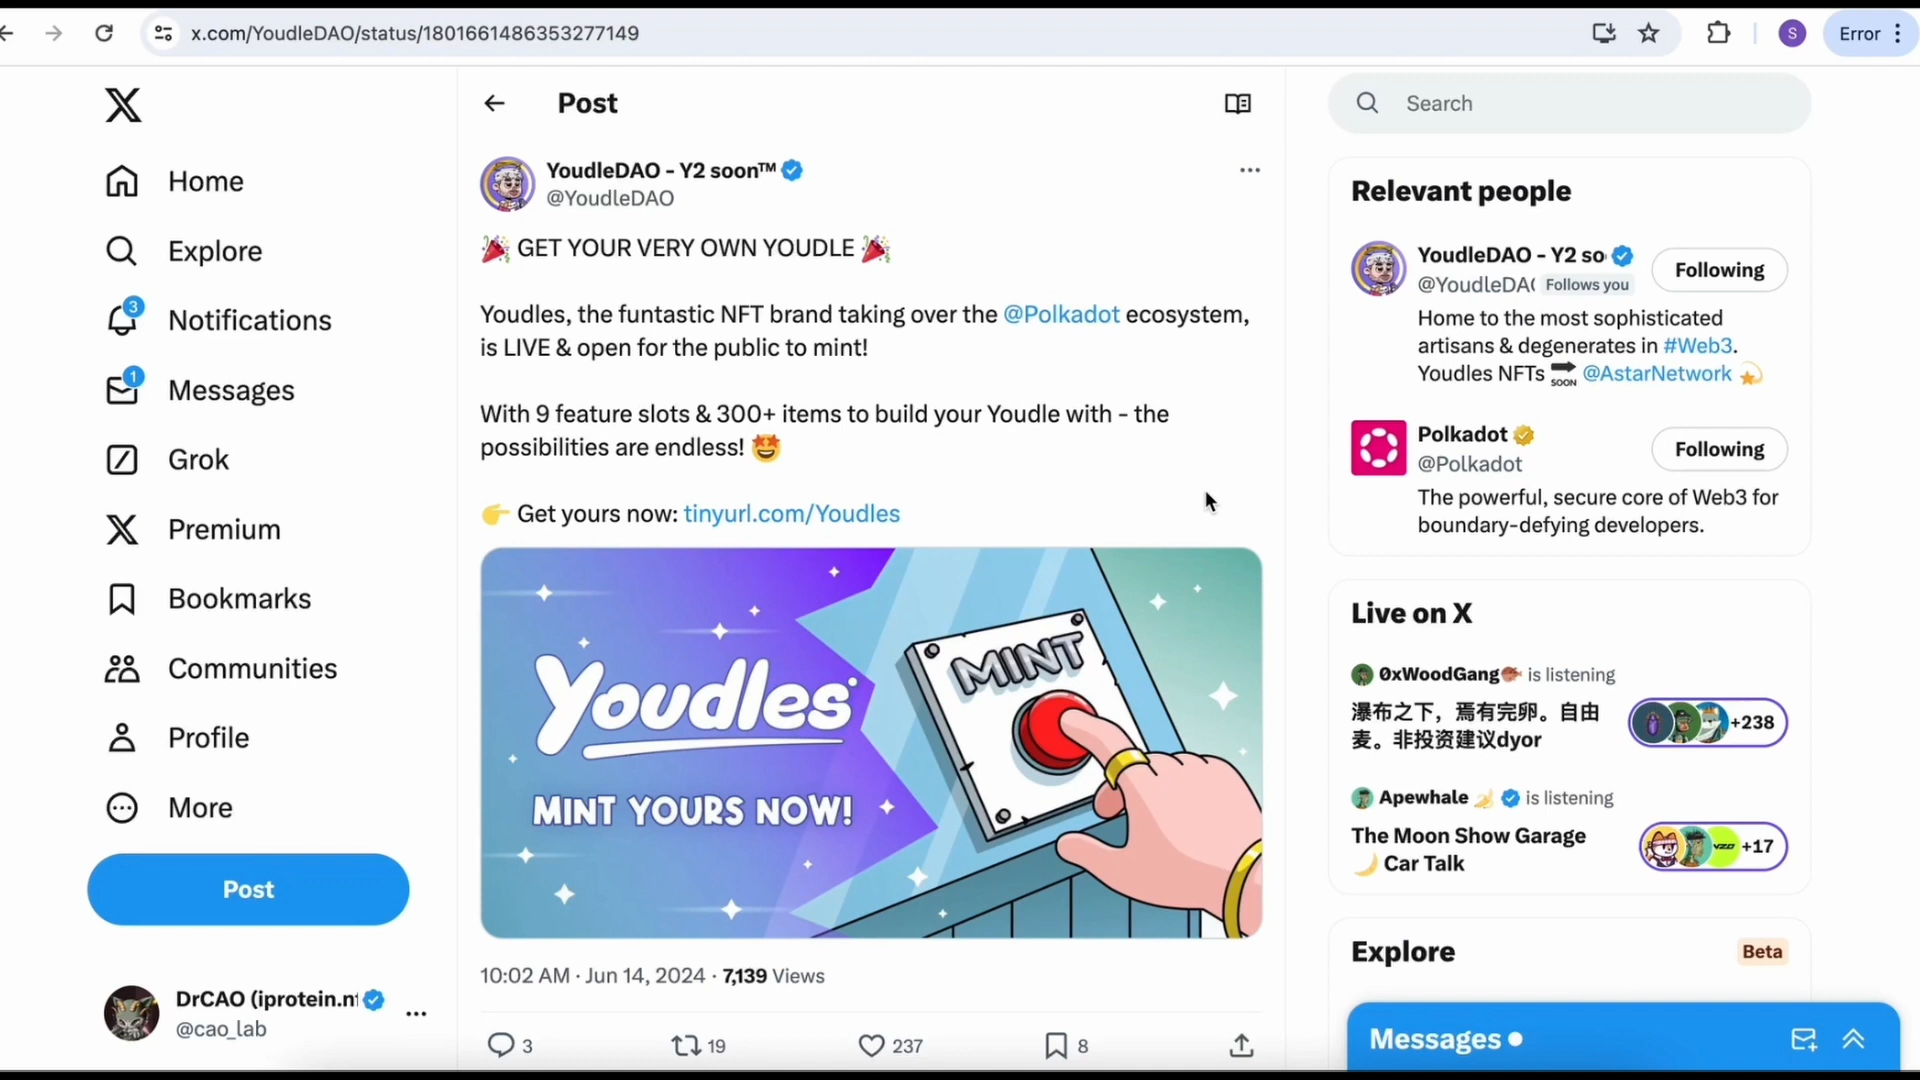 x.com/YoudleDAO/status/1801661486353277149
S
Error
Home
Explore
3
Notifications
1
Messages
Grok
Premium
Bookmarks
Communities
Profile
More
Post
DrCAO (iprotein.n
@cao_lab
Post
YoudleDAO - Y2 soon™
@YoudleDAO
🎉 GET YOUR VERY OWN YOUDLE 🎉
Youdles, the funtastic NFT brand taking over the @Polkadot ecosystem,
is LIVE & open for the public to mint!
With 9 feature slots & 300+ items to build your Youdle with - the
possibilities are endless! 🤩
👉 Get yours now: tinyurl.com/Youdles
Youdles
MINT YOURS NOW!
MINT
10:02 AM · Jun 14, 2024 · 7,139 Views
3
19
237
8
Search
Relevant people
YoudleDAO - Y2 so
Following
@YoudleDA
Follows you
Home to the most sophisticated
artisans & degenerates in #Web3.
Youdles NFTs SOON @AstarNetwork 💫
Polkadot
Following
@Polkadot
The powerful, secure core of Web3 for
boundary-defying developers.
Live on X
0xWoodGang is listening
瀑布之下，焉有完卵。自由
麦。非投资建议dyor
+238
Apewhale 🍌 is listening
The Moon Show Garage
🌙 Car Talk
VZO
+17
Explore
Beta
Messages